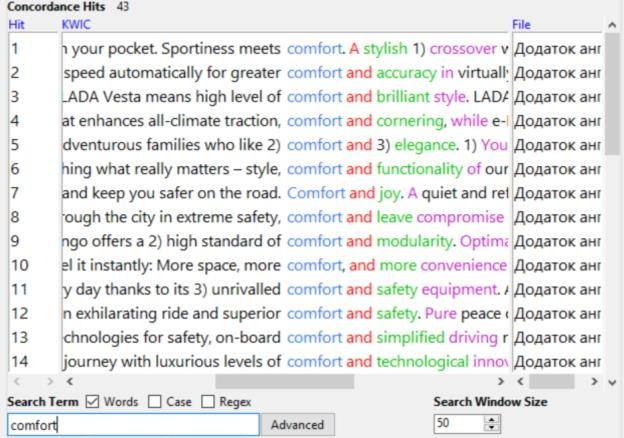 Concordance Hits 43
Hit KWIC File
1 your pocket. Sportiness meets comfort. A stylish 1) crossover Додаток анг
2 speed automatically for greater comfort and accuracy in virtually Додаток анг
3 LADA Vesta means high level of comfort and brilliant style. LADA Додаток анг
4 at enhances all-climate traction, comfort and cornering, while e- Додаток анг
5 dventurous families who like 2) comfort and 3) elegance. 1) You Додаток анг
6 hing what really matters – style, comfort and functionality of our Додаток анг
7 and keep you safer on the road. Comfort and joy. A quiet and ref Додаток анг
8 rough the city in extreme safety, comfort and leave compromise Додаток анг
9 ngo offers a 2) high standard of comfort and modularity. Optima Додаток анг
10 el it instantly: More space, more comfort, and more convenience Додаток анг
11 y day thanks to its 3) unrivalled comfort and safety equipment. Додаток анг
12 n exhilarating ride and superior comfort and safety. Pure peace Додаток анг
13 chnologies for safety, on-board comfort and simplified driving Додаток анг
14 journey with luxurious levels of comfort and technological innov Додаток анг
Search Term Words Case Regex Search Window Size
comfort Advanced 50